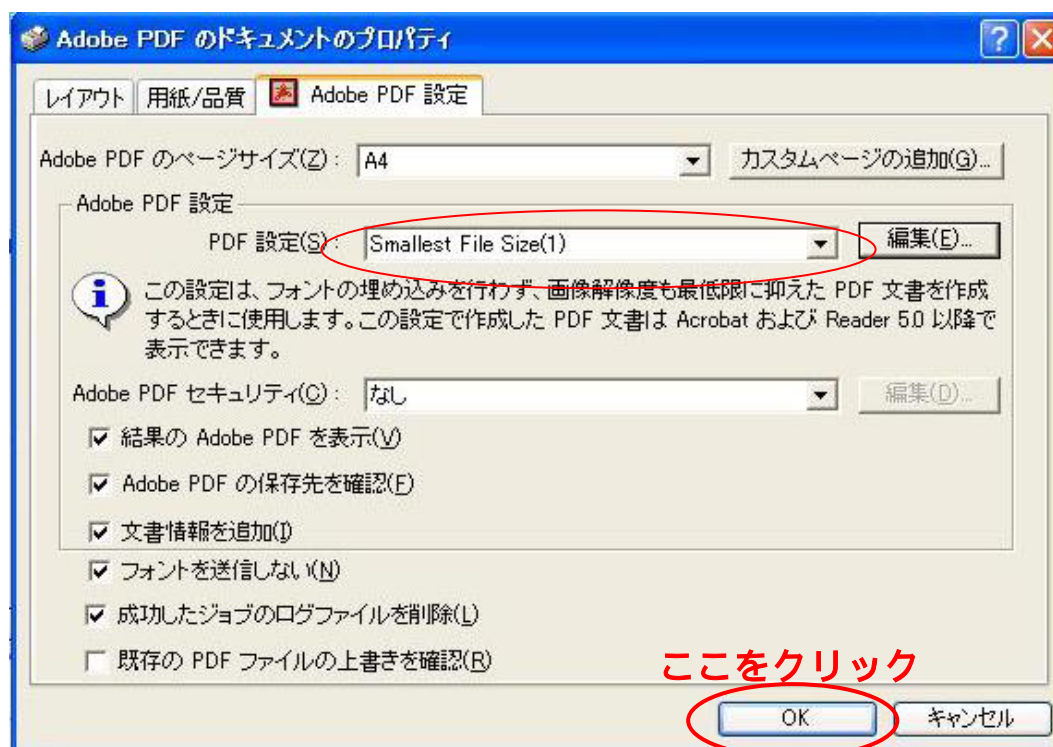 Adobe PDF のドキュメントのプロパティ
レイアウト 用紙/品質 Adobe PDF 設定
Adobe PDF のページサイズ(Z): A4 カスタムページの追加(G)...
Adobe PDF 設定
PDF 設定(S): Smallest File Size(1) 編集(E)...
この設定は、フォントの埋め込みを行わず、画像解像度も最低限に抑えた PDF 文書を作成
するときに使用します。この設定で作成した PDF 文書は Acrobat および Reader 5.0 以降で
表示できます。
Adobe PDF セキュリティ(C): なし 編集(D)...
結果の Adobe PDF を表示(V)
Adobe PDF の保存先を確認(F)
文書情報を追加(I)
フォントを送信しない(N)
成功したジョブのログファイルを削除(L)
既存の PDF ファイルの上書きを確認(R)
ここをクリック
OK キャンセル